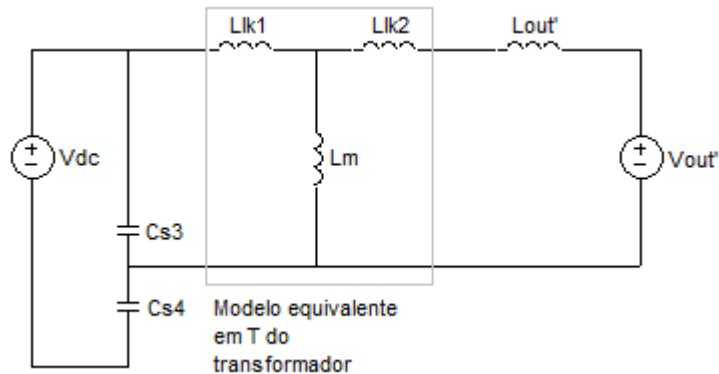 Llk1
Llk2
Lout'
Vdc
Lm
Vout'
Cs3
Cs4
Modelo equivalente
em T do
transformador